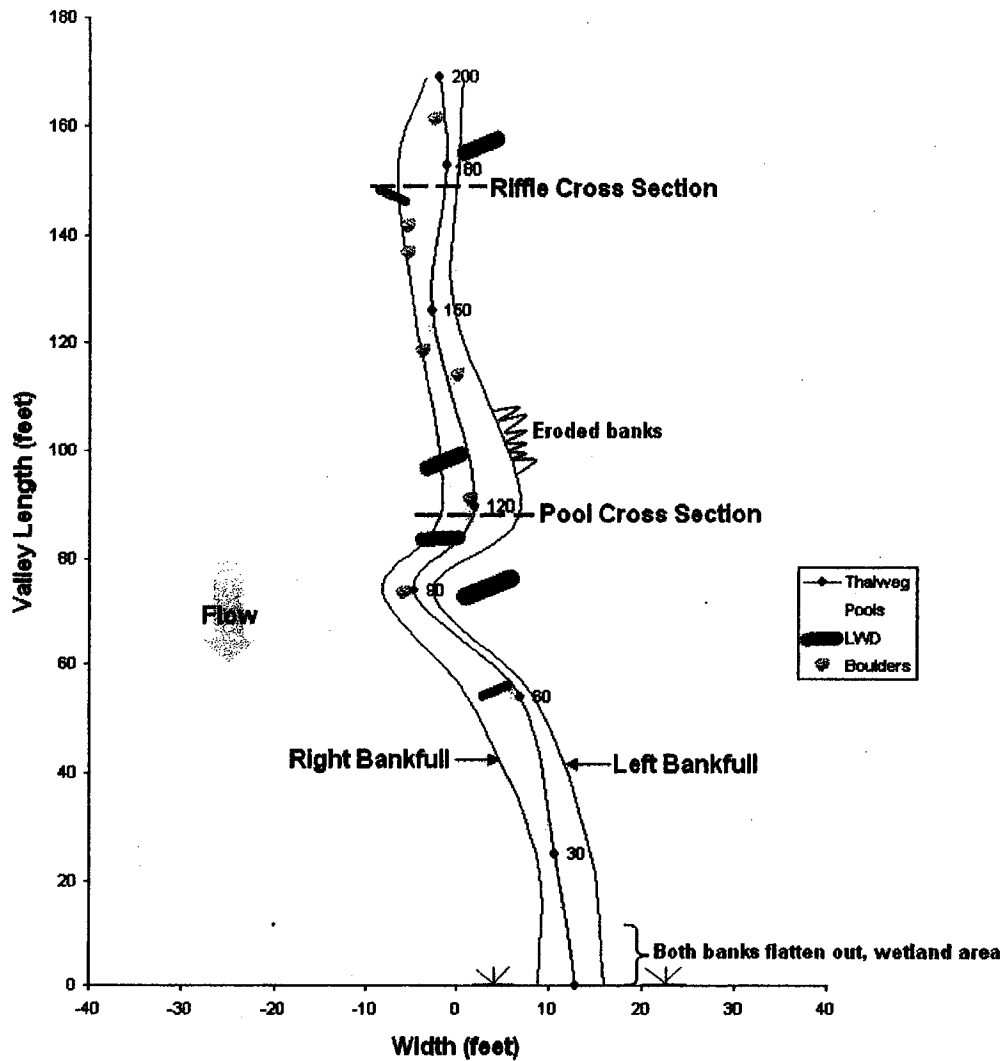 180
160
140
120
100
80
60
40
20
0
-40
-30
-20
-10
0
10
20
30
40
Valley Length (feet)
Width (feet)
200
180
Riffle Cross Section
150
Eroded banks
120
Pool Cross Section
90
Flow
60
Right Bankfull
Left Bankfull
30
Both banks flatten out, wetland area
Thalweg
Pools
LWD
Boulders